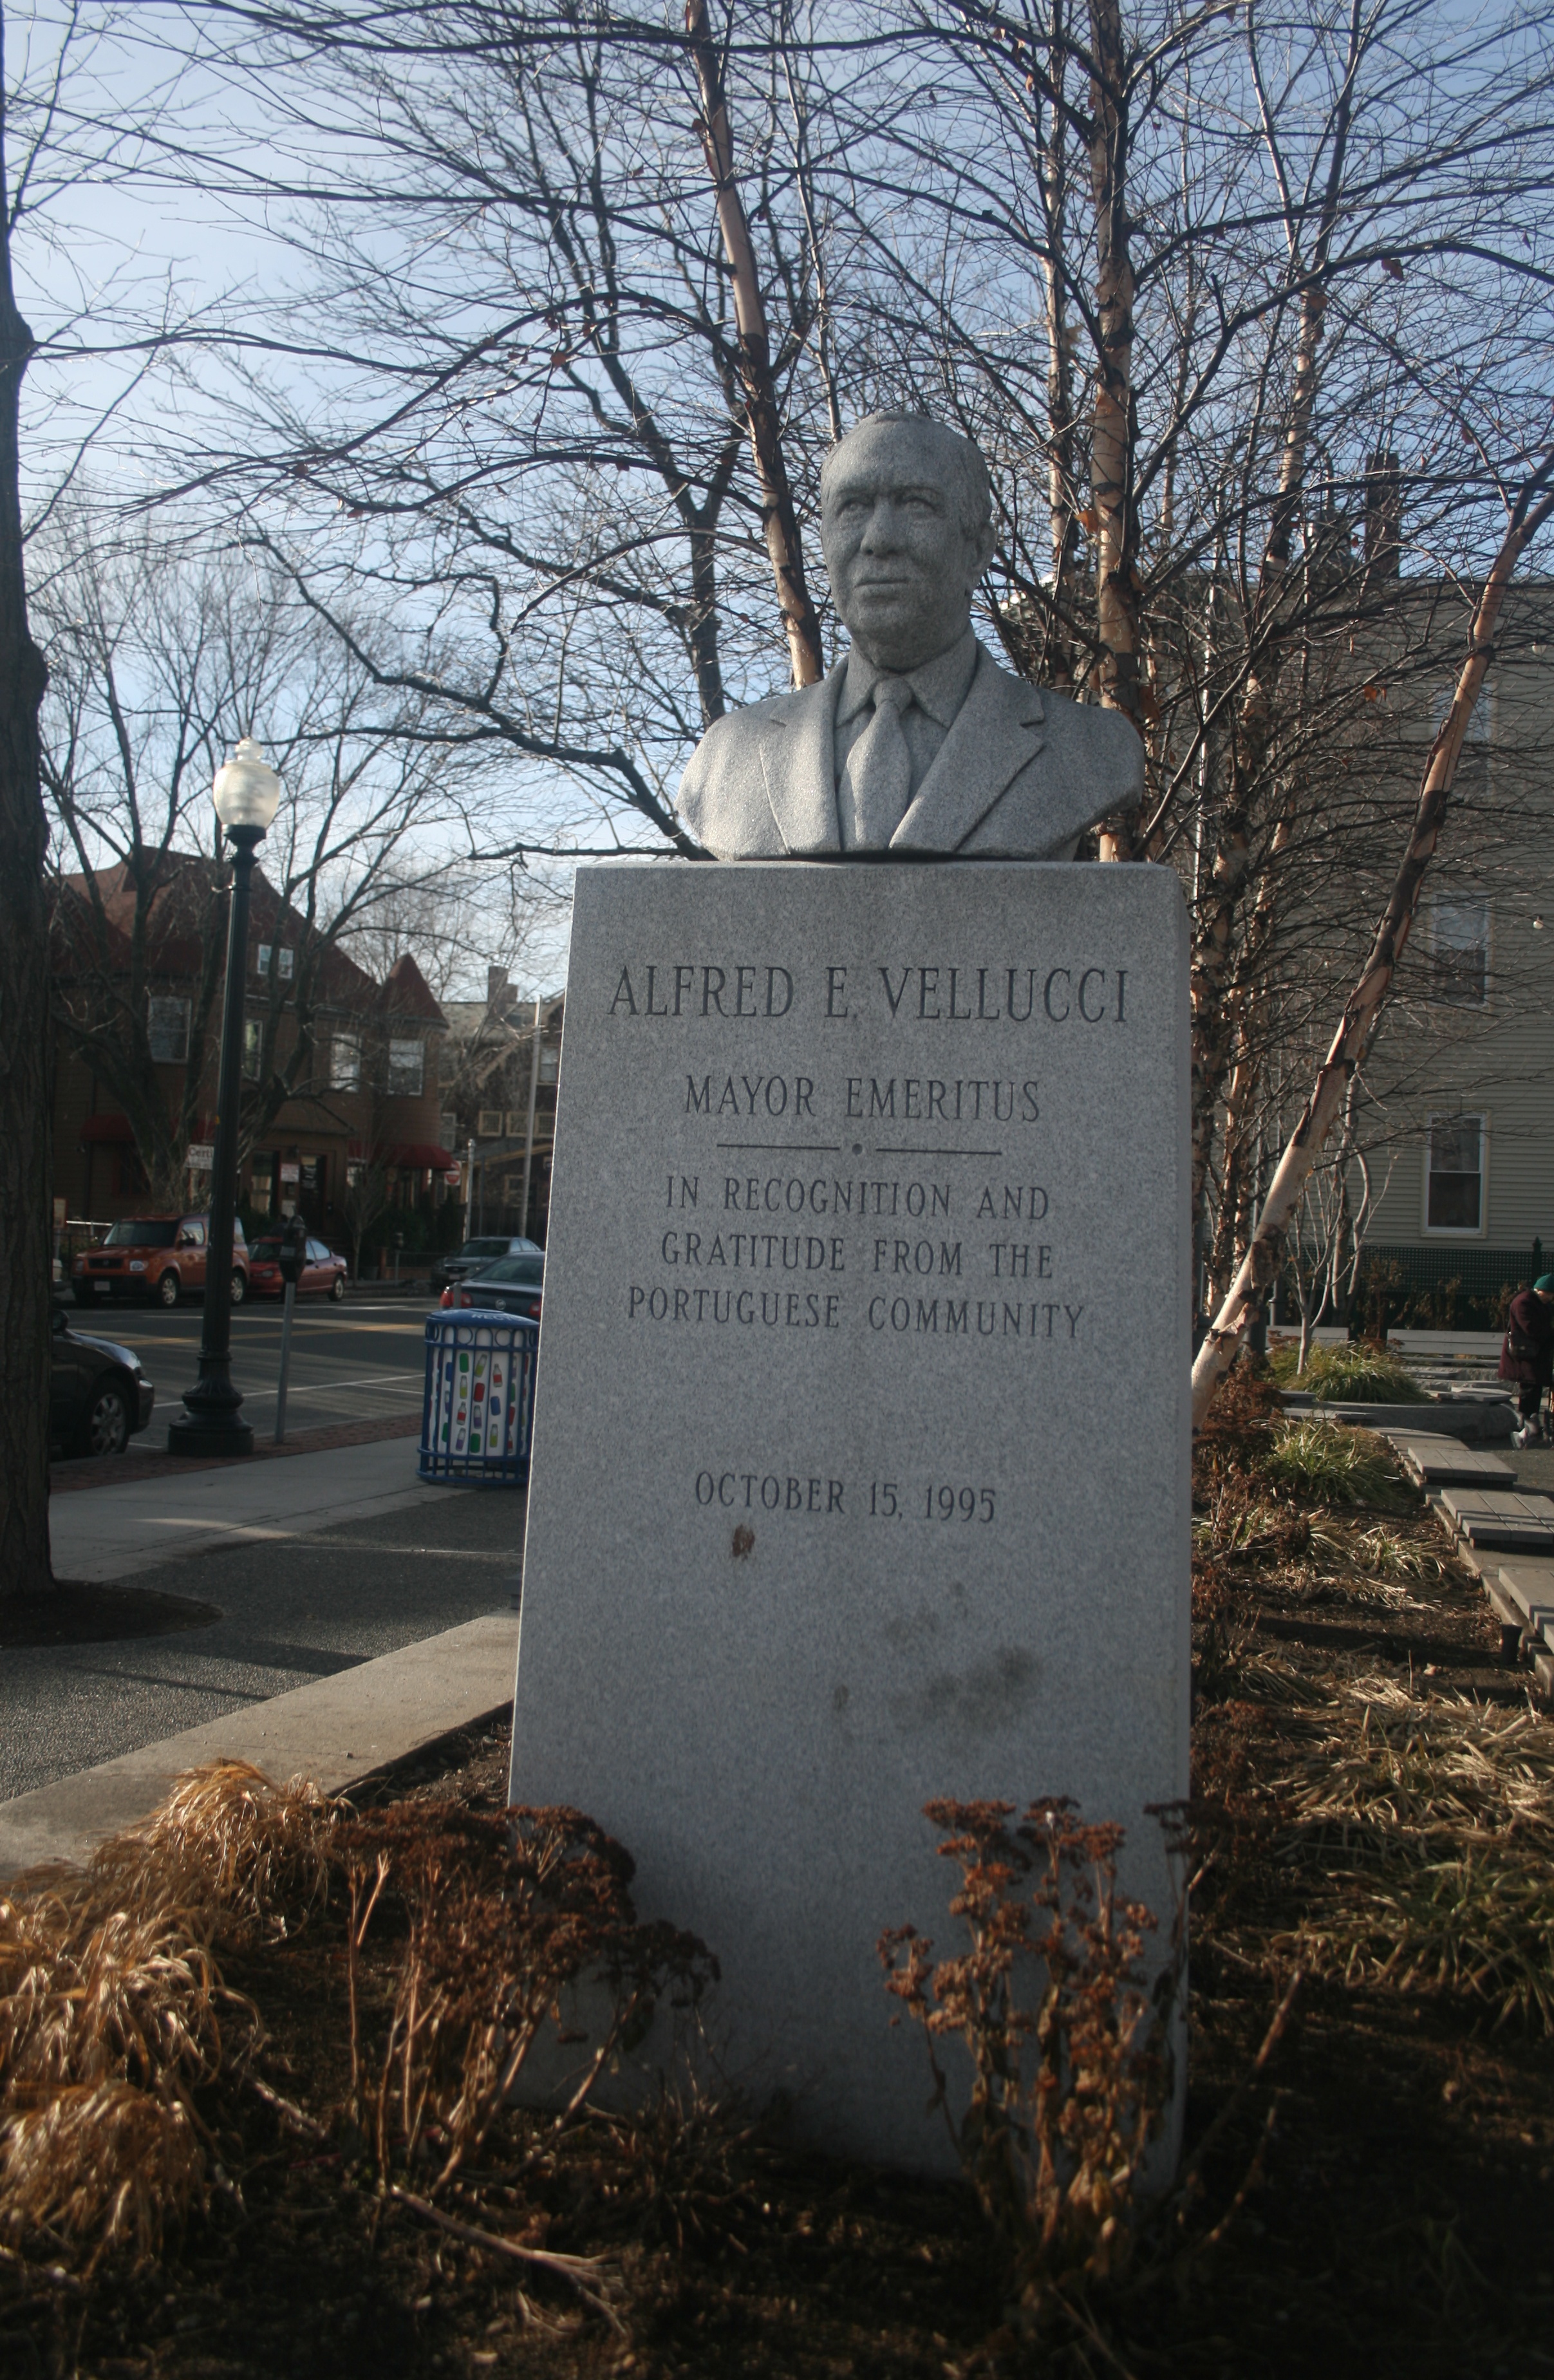 ALFRED E. VELLUCCI
MAYOR EMERITUS
IN RECOGNITION AND
GRATITUDE FROM THE
PORTUGUESE COMMUNITY
OCTOBER 15, 1995